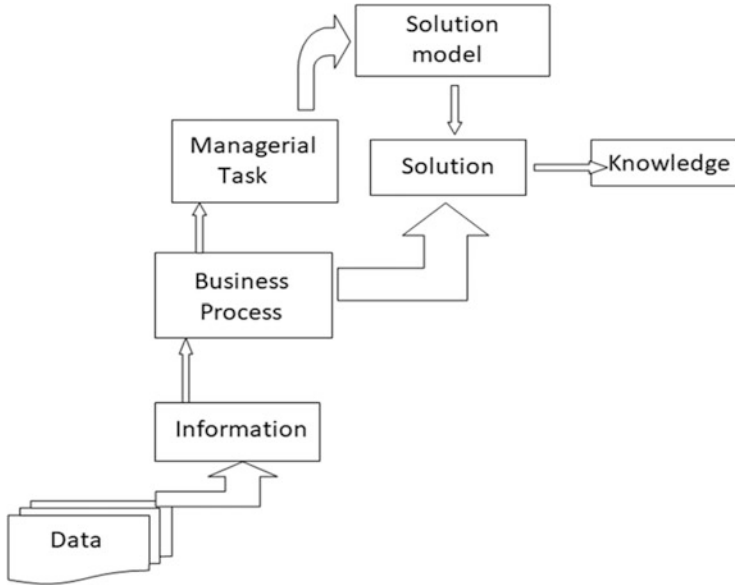 Solution
model
Managerial
Task
Solution
Knowledge
Business
Process
Information
Data